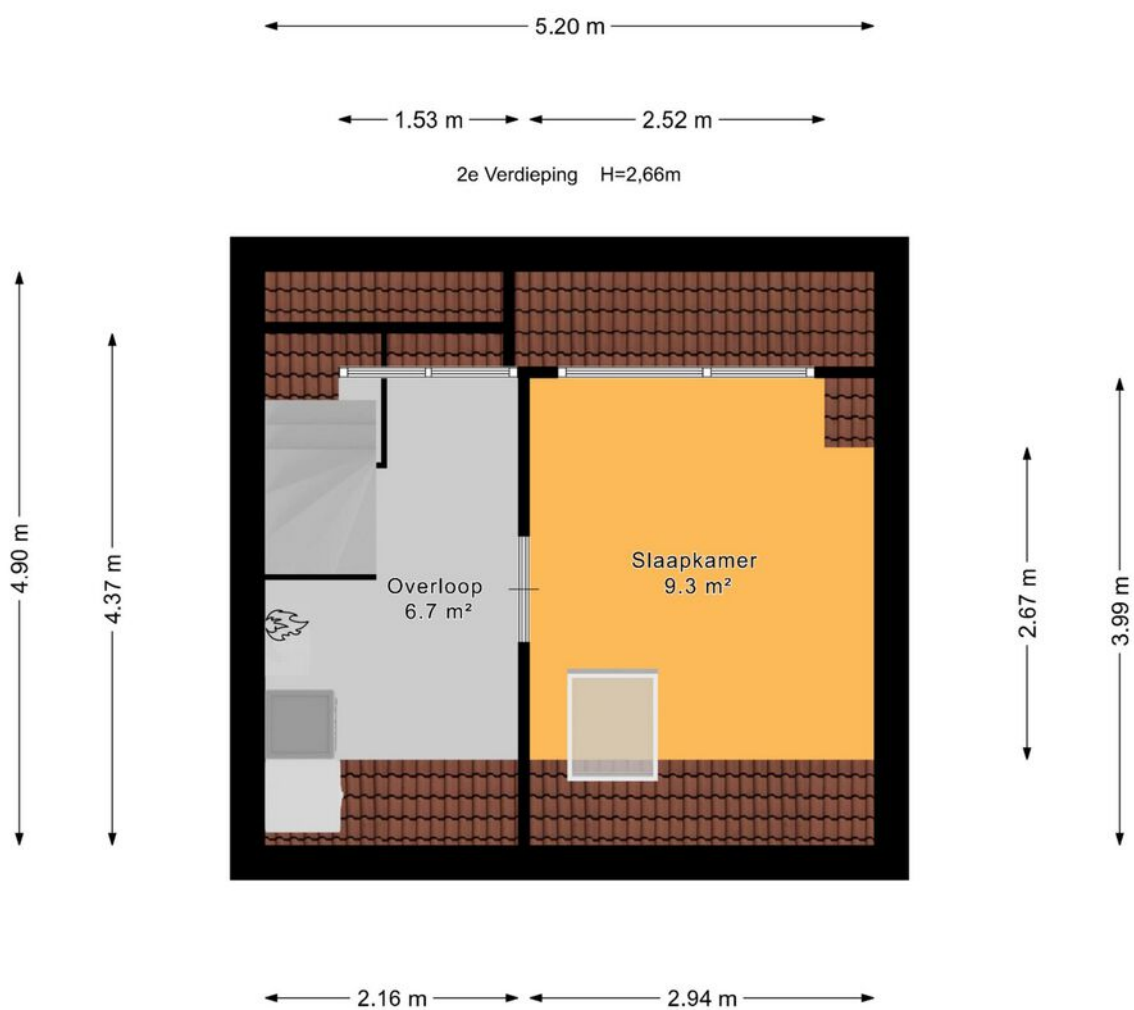 5.20 m
1.53 m
2.52 m
2e Verdieping H=2,66m
4.90 m
4.37 m
Slaapkamer
9.3 m²
Overloop
6.7 m²
2.67 m
3.99 m
2.16 m
2.94 m